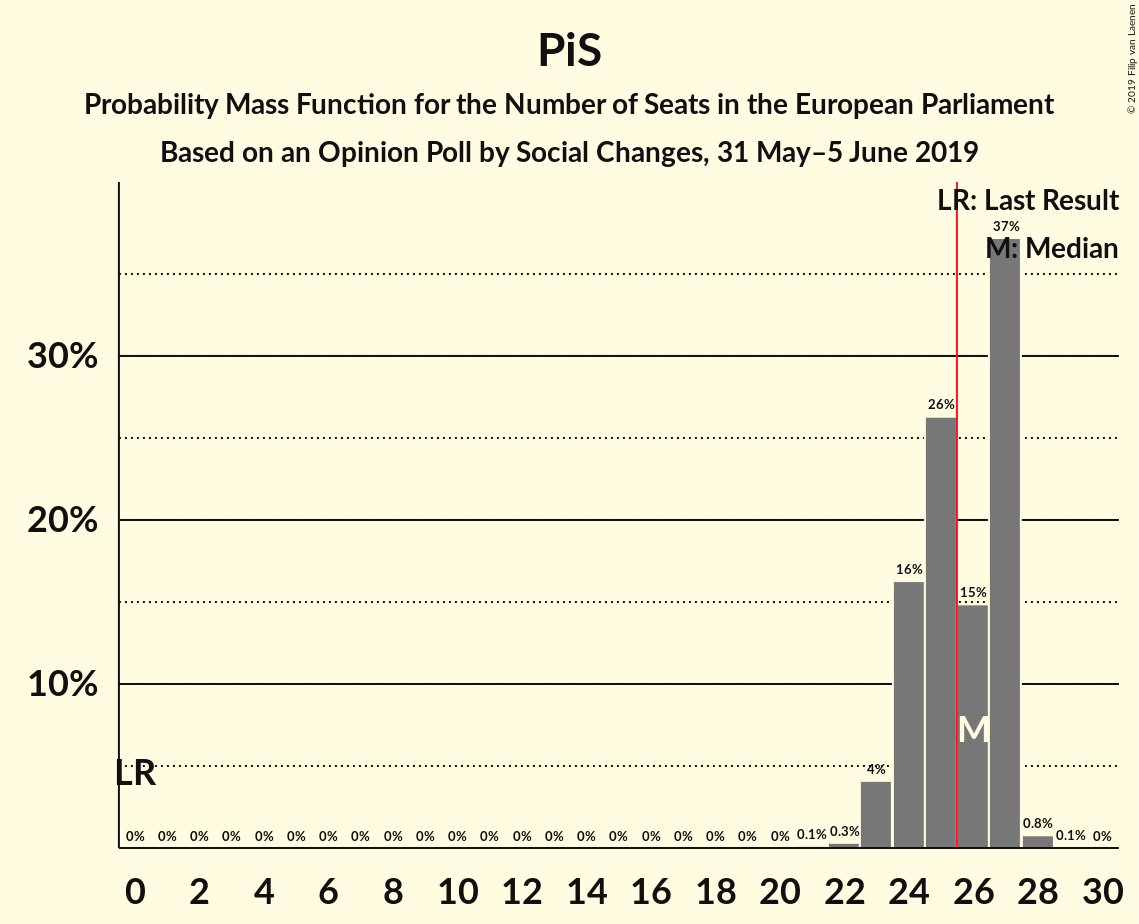 PiS
Probability Mass Function for the Number of Seats in the European Parliament
Based on an Opinion Poll by Social Changes, 31 May–5 June 2019
© 2019 Filip van Laenen
LR: Last Result
37%
M: Median
30%
26%
20%
16%
15%
10%
M
LR
4%
0% 0% 0% 0% 0% 0% 0% 0% 0% 0% 0% 0% 0% 0% 0% 0% 0% 0% 0% 0% 0% 0.1% 0.3% 0.8% 0.1% 0%
0 2 4 6 8 10 12 14 16 18 20 22 24 26 28 30